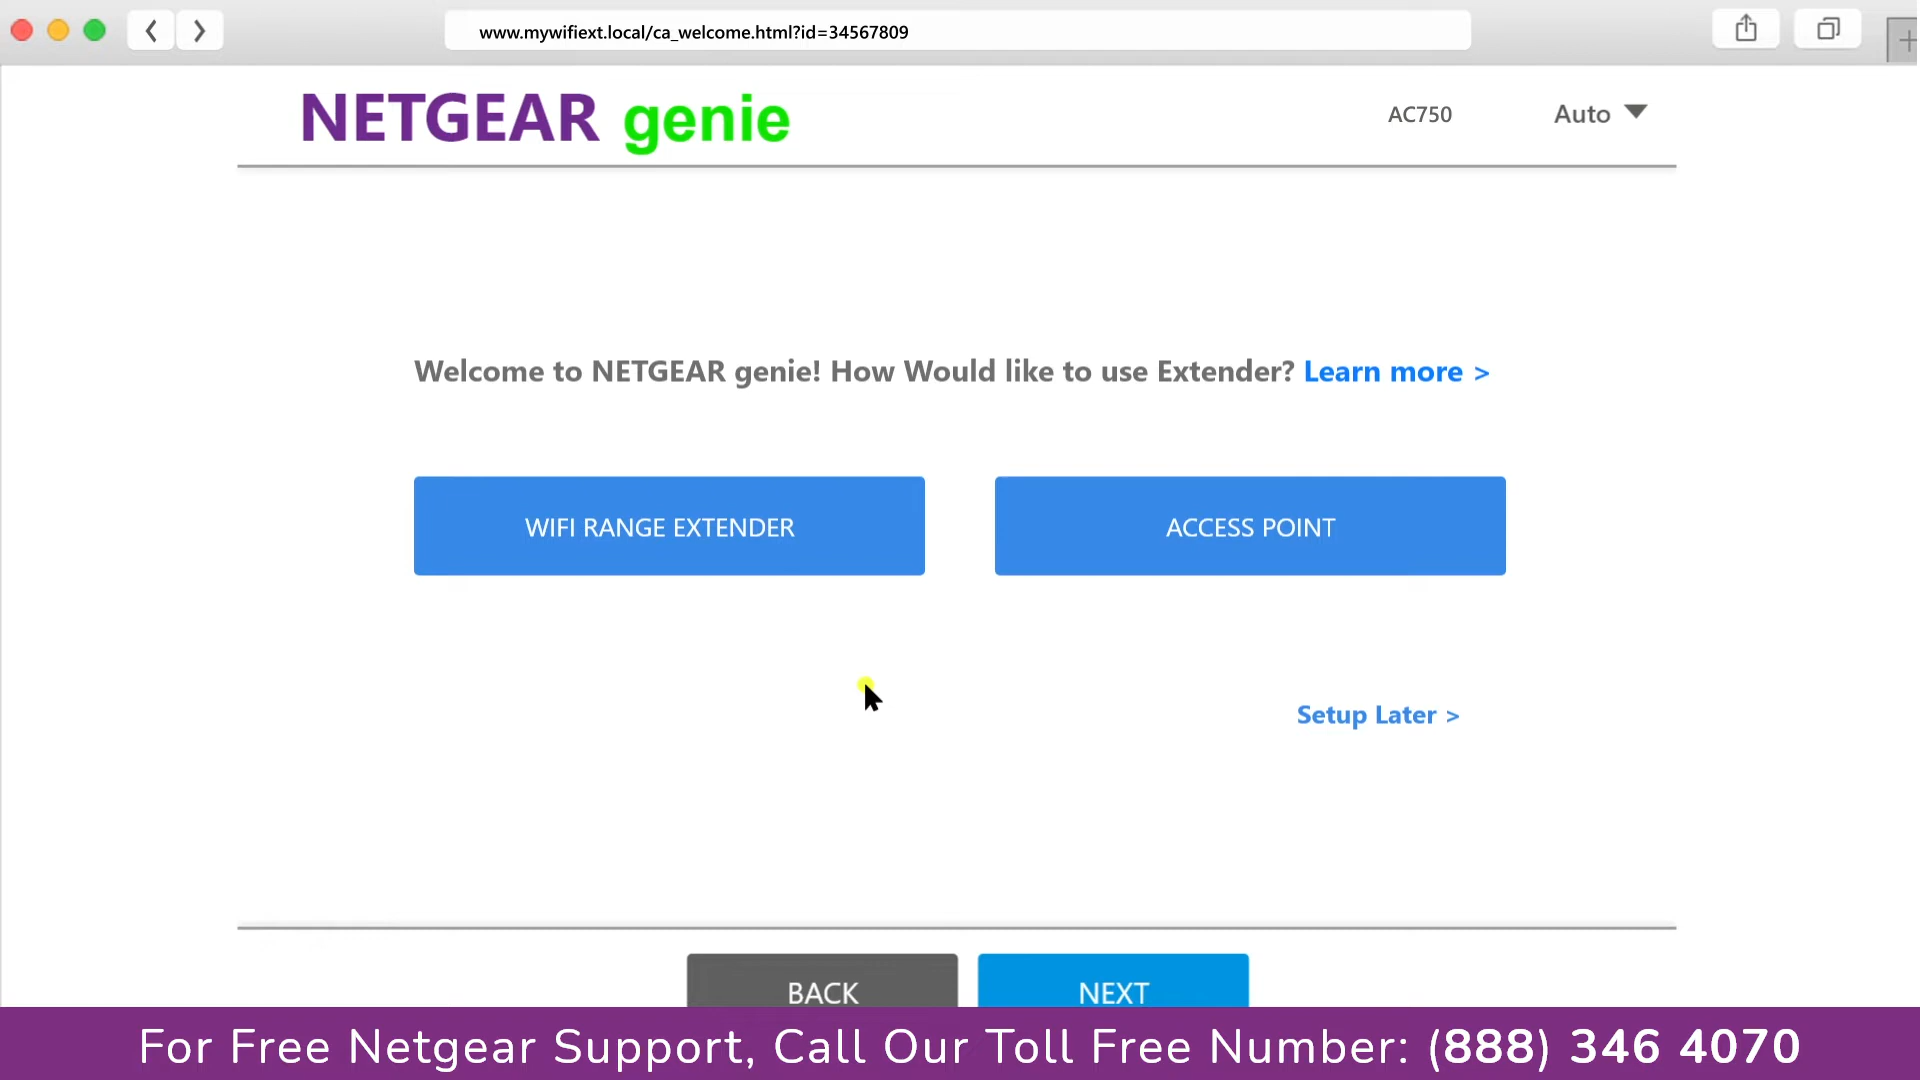 www.mywifiext.local/ca_welcome.html?id=34567809
NETGEAR genie
AC750
Auto
Welcome to NETGEAR genie! How Would like to use Extender? Learn more >
WIFI RANGE EXTENDER
ACCESS POINT
Setup Later >
BACK
NEXT
For Free Netgear Support, Call Our Toll Free Number: (888) 346 4070